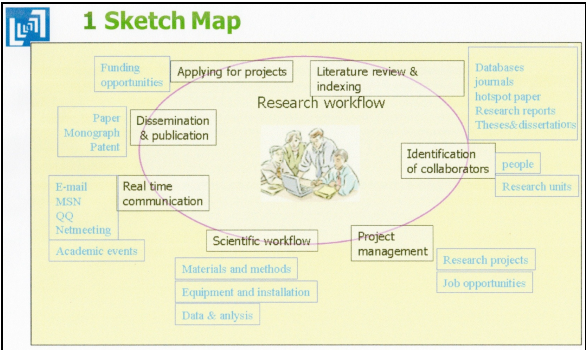 1 Sketch Map
Funding
opportunities
Applying for projects
Literature review &
indexing
Databases
journals
hotspot paper
Research reports
Theses&dissertations
Research workflow
Paper
Monograph
Patent
Dissemination
& publication
Identification
of collaborators
people
Research units
E-mail
MSN
QQ
Netmeeting
Real time
communication
Academic events
Scientific workflow
Project
management
Materials and methods
Equipment and installation
Data & anlysis
Research projects
Job opportunities